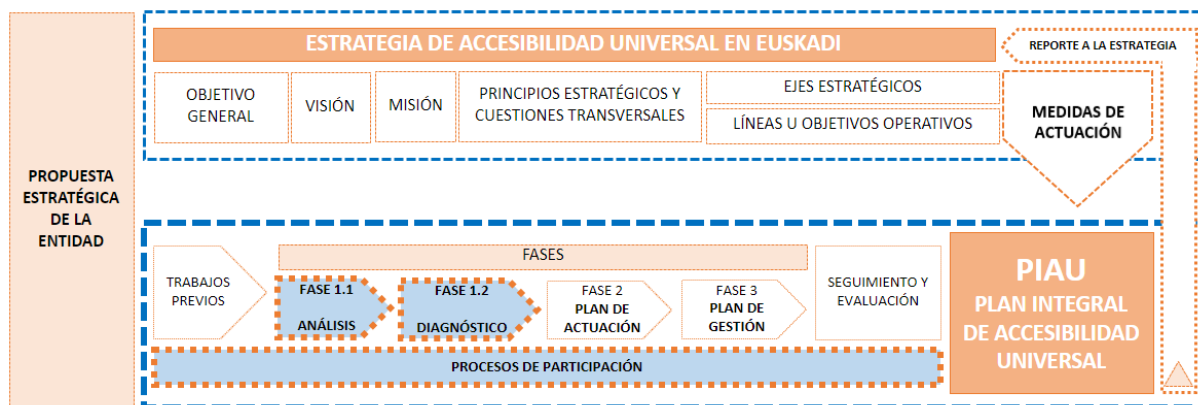 PROPUESTA
ESTRATÉGICA
DE LA
ENTIDAD
ESTRATEGIA DE ACCESIBILIDAD UNIVERSAL EN EUSKADI
REPORTE A LA ESTRATEGIA
OBJETIVO
GENERAL
VISIÓN
MISIÓN
PRINCIPIOS ESTRATÉGICOS Y
CUESTIONES TRANSVERSALES
EJES ESTRATÉGICOS
LÍNEAS U OBJETIVOS OPERATIVOS
MEDIDAS DE
ACTUACIÓN
TRABAJOS
PREVIOS
FASES
FASE 1.1
ANÁLISIS
FASE 1.2
DIAGNÓSTICO
FASE 2
PLAN DE
ACTUACIÓN
FASE 3
PLAN DE
GESTIÓN
SEGUIMIENTO Y
EVALUACIÓN
PROCESOS DE PARTICIPACIÓN
PIAU
PLAN INTEGRAL
DE ACCESIBILIDAD
UNIVERSAL